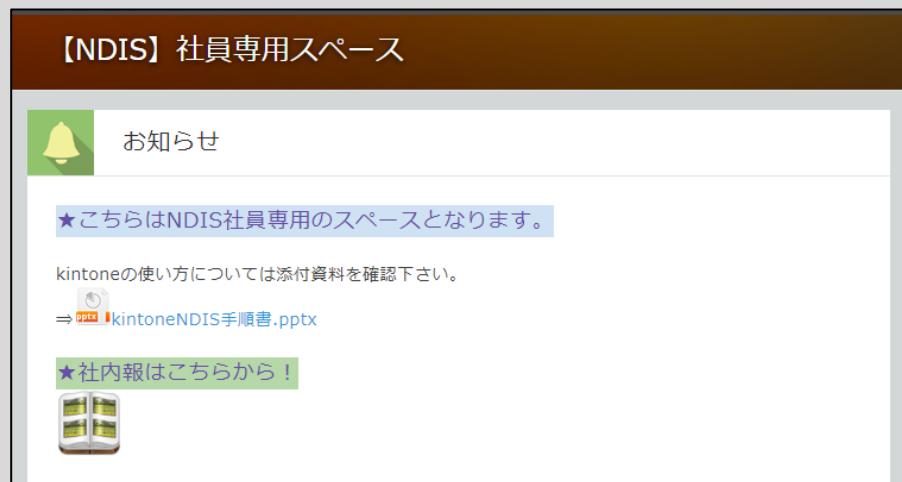 【NDIS】社員専用スペース
お知らせ
★こちらはNDIS社員専用のスペースとなります。
kintoneの使い方については添付資料を確認下さい。
⇒pptx kintoneNDIS手順書.pptx
★社内報はこちらから！